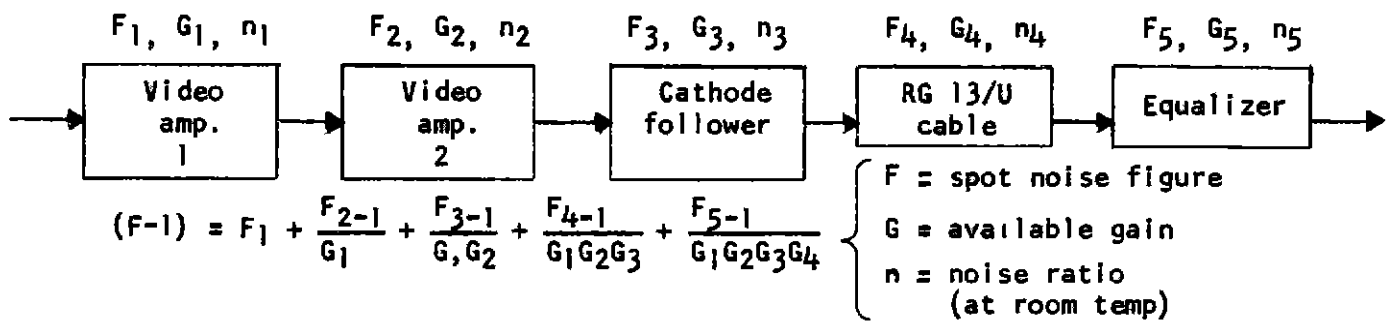 F₁, G₁, n₁
F₂, G₂, n₂
F₃, G₃, n₃
F₄, G₄, n₄
F₅, G₅, n₅
Video
amp.
1
Video
amp.
2
Cathode
follower
RG 13/U
cable
Equalizer
(F-1) = F₁ + F₂₋₁/G₁ + F₃₋₁/G,G₂ + F₄₋₁/G₁G₂G₃ + F₅₋₁/G₁G₂G₃G₄
F = spot noise figure
G = available gain
n = noise ratio
(at room temp)